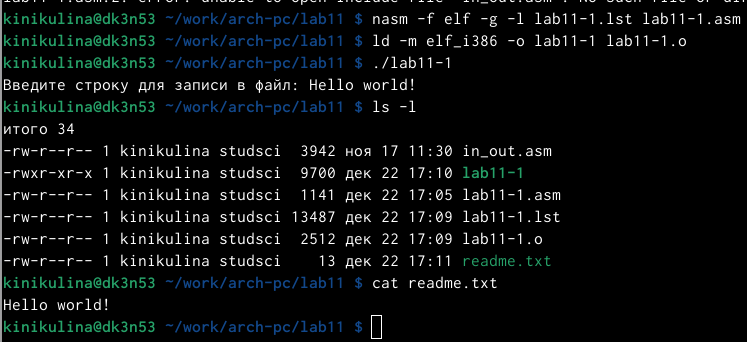 kinikulina@dk3n53 ~/work/arch-pc/lab11 $ nasm -f elf -g -l lab11-1.lst lab11-1.asm
kinikulina@dk3n53 ~/work/arch-pc/lab11 $ ld -m elf_i386 -o lab11-1 lab11-1.o
kinikulina@dk3n53 ~/work/arch-pc/lab11 $ ./lab11-1
Введите строку для записи в файл: Hello world!
kinikulina@dk3n53 ~/work/arch-pc/lab11 $ ls -l
итого 34
-rw-r--r-- 1 kinikulina studsci  3942 ноя 17 11:30 in_out.asm
-rwxr-xr-x 1 kinikulina studsci  9700 дек 22 17:10 lab11-1
-rw-r--r-- 1 kinikulina studsci  1141 дек 22 17:05 lab11-1.asm
-rw-r--r-- 1 kinikulina studsci 13487 дек 22 17:09 lab11-1.lst
-rw-r--r-- 1 kinikulina studsci  2512 дек 22 17:09 lab11-1.o
-rw-r--r-- 1 kinikulina studsci    13 дек 22 17:11 readme.txt
kinikulina@dk3n53 ~/work/arch-pc/lab11 $ cat readme.txt
Hello world!
kinikulina@dk3n53 ~/work/arch-pc/lab11 $